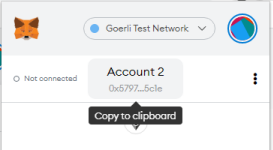 Goerli Test Network
Not connected
Account 2
0x5797...5c1e
Copy to clipboard